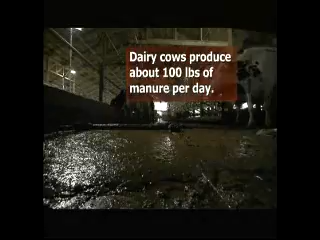 Dairy cows produce
about 100 lbs of
manure per day.